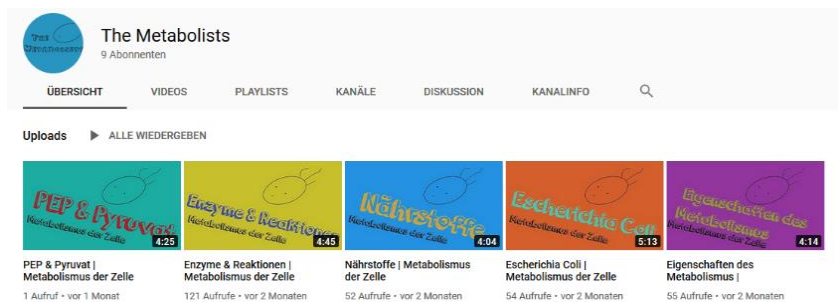 The Metabolists
The Metabolists
9 Abonnenten
ÜBERSICHT VIDEOS PLAYLISTS KANÄLE DISKUSSION KANALINFO
Uploads ALLE WIEDERGEBEN
PEP & Pyruvat
Metabolismus der Zelle
4:25
Enzyme & Reaktionen
Metabolismus der Zelle
4:45
Nährstoffe
Metabolismus der Zelle
4:04
Escherichia Coli
Metabolismus der Zelle
5:13
Eigenschaften des
Metabolismus
Metabolismus der Zelle
4:14
PEP & Pyruvat |
Metabolismus der Zelle
1 Aufruf • vor 1 Monat
Enzyme & Reaktionen |
Metabolismus der Zelle
121 Aufrufe • vor 2 Monaten
Nährstoffe | Metabolismus
der Zelle
52 Aufrufe • vor 2 Monaten
Escherichia Coli |
Metabolismus der Zelle
54 Aufrufe • vor 2 Monaten
Eigenschaften des
Metabolismus |
55 Aufrufe • vor 2 Monaten